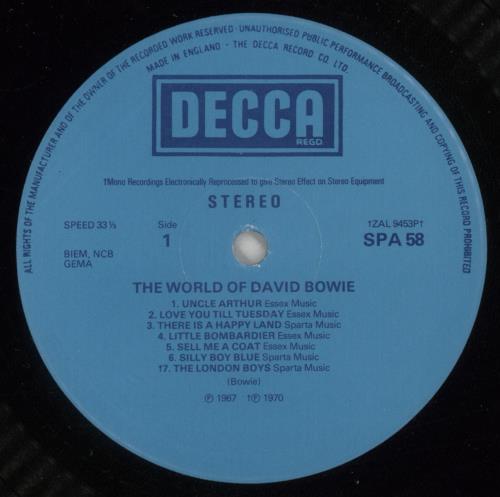 ALL RIGHTS OF THE MANUFACTURER AND OF THE OWNER OF THE RECORDED WORK RESERVED · UNAUTHORISED PUBLIC PERFORMANCE BROADCASTING AND COPYING OF THIS RECORD PROHIBITED
MADE IN ENGLAND · THE DECCA RECORD CO. LTD.
DECCA
REGD.
†Mono Recordings Electronically Reprocessed to give Stereo Effect on Stereo Equipment
STEREO
SPEED 33⅓ Side †ZAL 9453P†
1 SPA 58
BIEM, NCB
GEMA
THE WORLD OF DAVID BOWIE
1. UNCLE ARTHUR Essex Music
2. LOVE YOU TILL TUESDAY Essex Music
3. THERE IS A HAPPY LAND Sparta Music
4. LITTLE BOMBARDIER Essex Music
5. SELL ME A COAT Essex Music
6. SILLY BOY BLUE Sparta Music
†7. THE LONDON BOYS Sparta Music
(Bowie)
℗ 1967 †℗ 1970